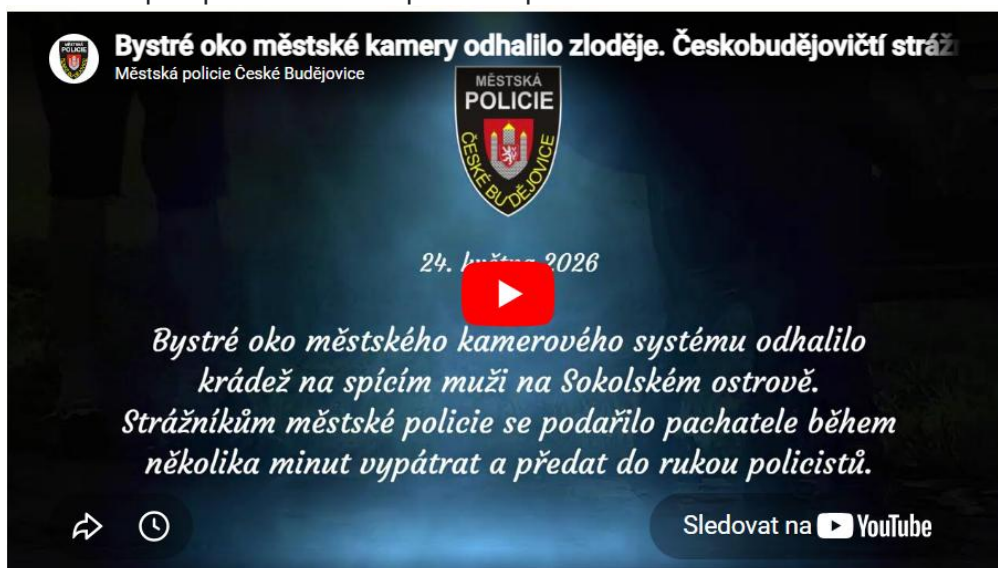 Bystré oko městské kamery odhalilo zloděje. Českobudějovičtí stráž
Městská policie České Budějovice
MĚSTSKÁ
POLICIE
ČESKÉ BUDĚJOVICE
24. května 2026
Bystré oko městského kamerového systému odhalilo
krádež na spícím muži na Sokolském ostrově.
Strážníkům městské policie se podařilo pachatele během
několika minut vypátrat a předat do rukou policistů.
Sledovat na YouTube